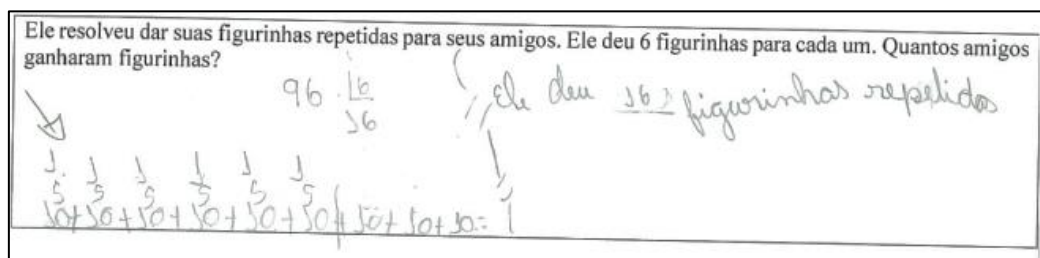 Ele resolveu dar suas figurinhas repetidas para seus amigos. Ele deu 6 figurinhas para cada um. Quantos amigos
ganharam figurinhas?
96 6
16
Ele deu 16 figurinhas repetidas
1 1 1 1 1 1
5 5 5 5 5 5
10+10+10+10+10+10+10+10+10=